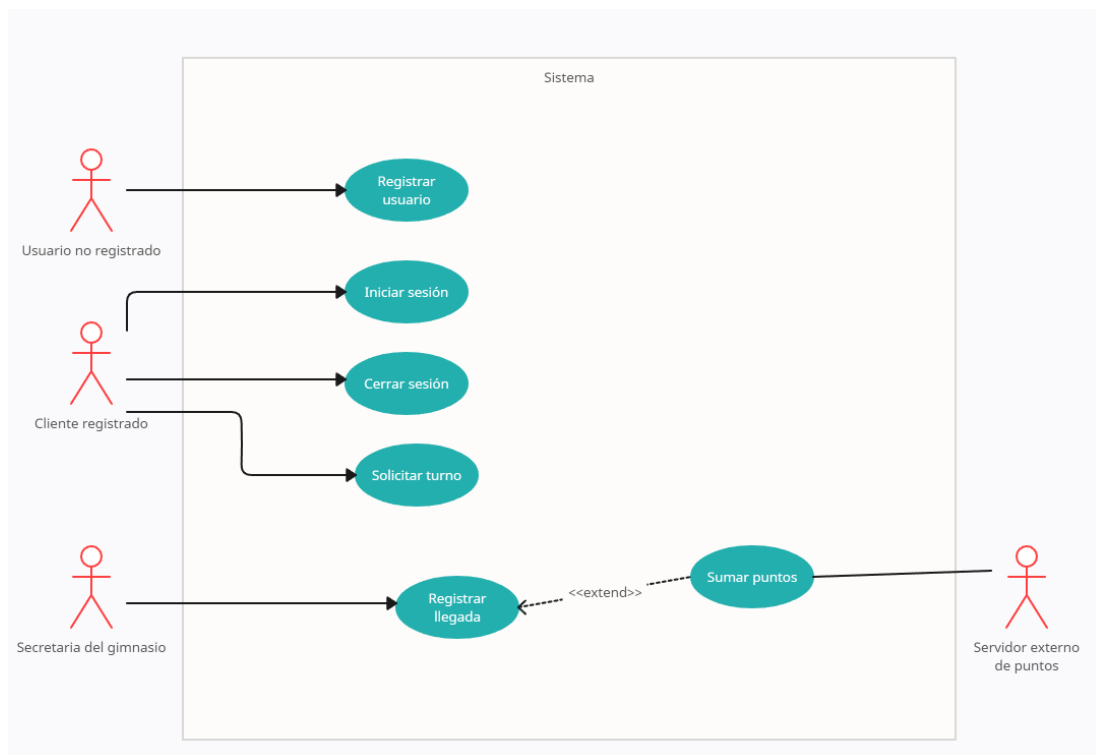 Sistema
Registrar
usuario
Usuario no registrado
Iniciar sesión
Cerrar sesión
Cliente registrado
Solicitar turno
Sumar puntos
<<extend>>
Registrar
llegada
Secretaria del gimnasio
Servidor externo
de puntos